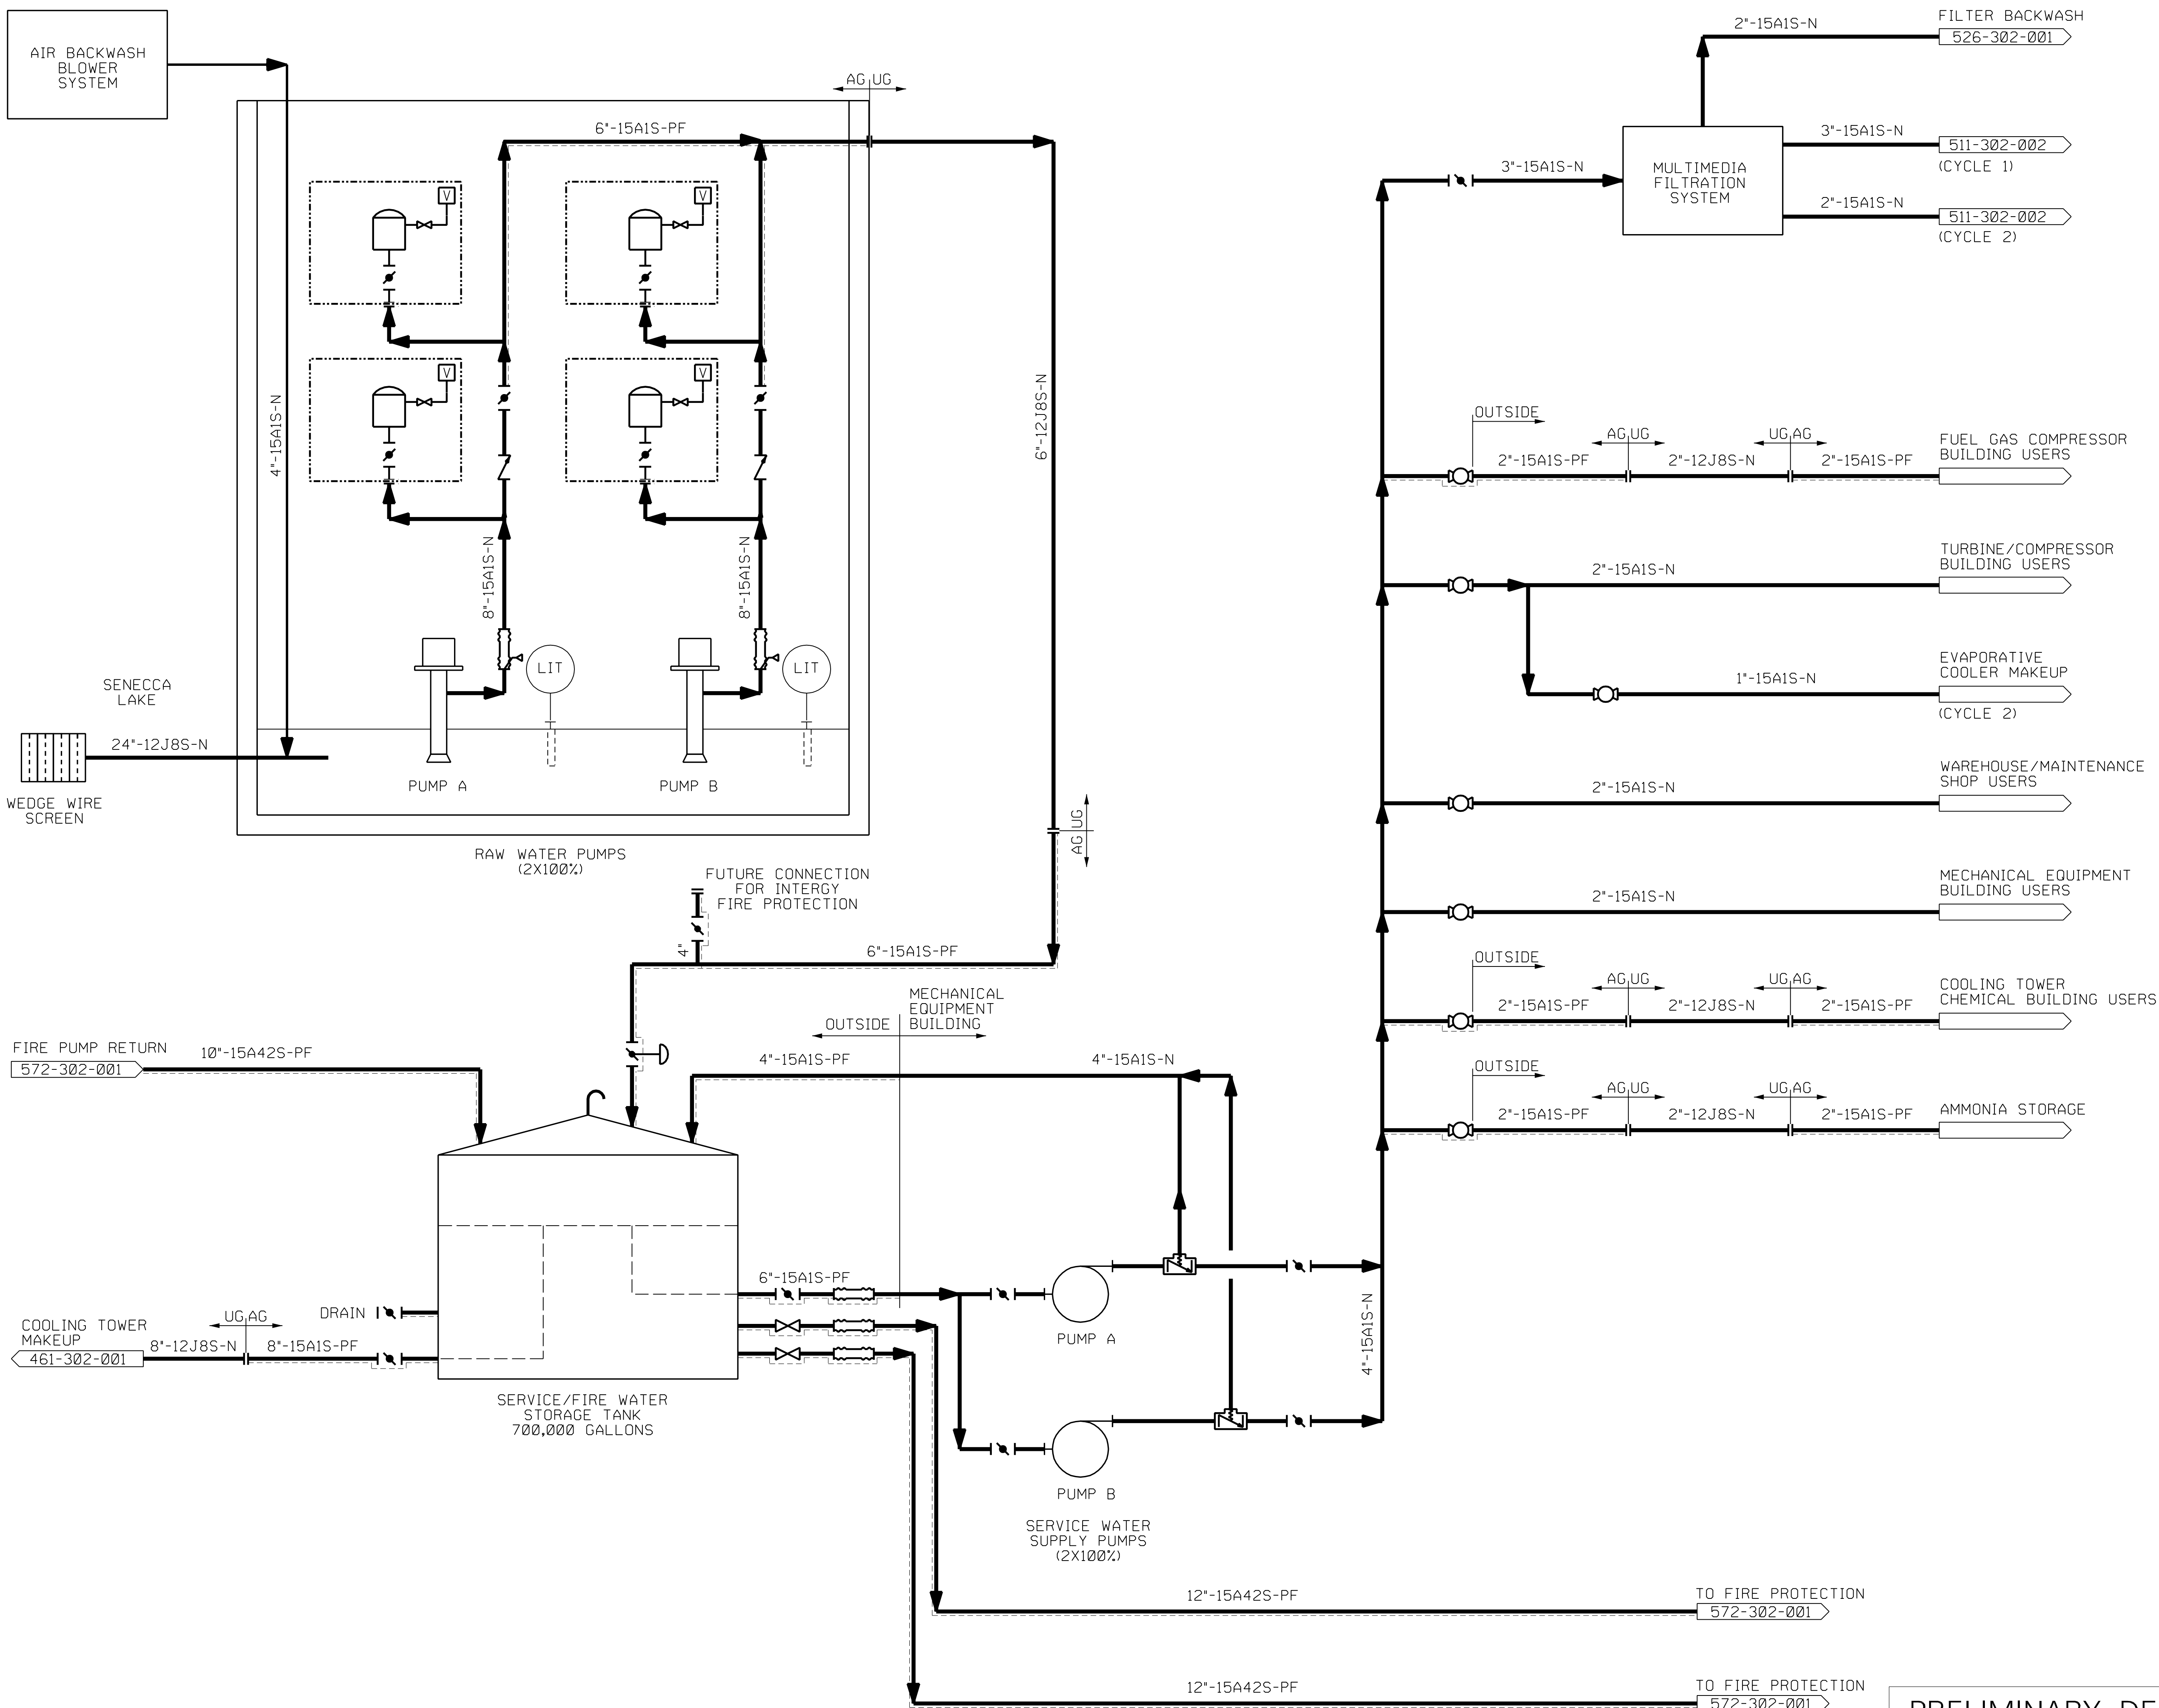 AIR BACKWASH
BLOWER
SYSTEM
AG UG
6"-15A1S-PF
V
V
V
V
4"-15A1S-N
8"-15A1S-N
8"-15A1S-N
LIT
LIT
SENECCA
LAKE
24"-12J8S-N
WEDGE WIRE
SCREEN
PUMP A
PUMP B
RAW WATER PUMPS
(2X100%)
6"-12J8S-N
AG UG
FUTURE CONNECTION
FOR INTERGY
FIRE PROTECTION
4"
6"-15A1S-PF
2"-15A1S-N
FILTER BACKWASH
526-302-001
3"-15A1S-N
MULTIMEDIA
FILTRATION
SYSTEM
3"-15A1S-N
511-302-002
(CYCLE 1)
2"-15A1S-N
511-302-002
(CYCLE 2)
OUTSIDE
AG UG
UG AG
2"-15A1S-PF
2"-12J8S-N
2"-15A1S-PF
FUEL GAS COMPRESSOR
BUILDING USERS
2"-15A1S-N
TURBINE/COMPRESSOR
BUILDING USERS
1"-15A1S-N
EVAPORATIVE
COOLER MAKEUP
(CYCLE 2)
2"-15A1S-N
WAREHOUSE/MAINTENANCE
SHOP USERS
2"-15A1S-N
MECHANICAL EQUIPMENT
BUILDING USERS
OUTSIDE
AG UG
UG AG
2"-15A1S-PF
2"-12J8S-N
2"-15A1S-PF
COOLING TOWER
CHEMICAL BUILDING USERS
OUTSIDE
AG UG
UG AG
2"-15A1S-PF
2"-12J8S-N
2"-15A1S-PF
AMMONIA STORAGE
MECHANICAL
EQUIPMENT
BUILDING
OUTSIDE
FIRE PUMP RETURN
572-302-001
10"-15A42S-PF
4"-15A1S-PF
4"-15A1S-N
6"-15A1S-PF
DRAIN
COOLING TOWER
MAKEUP
461-302-001
UG AG
8"-12J8S-N
8"-15A1S-PF
SERVICE/FIRE WATER
STORAGE TANK
700,000 GALLONS
PUMP A
PUMP B
SERVICE WATER
SUPPLY PUMPS
(2X100%)
4"-15A1S-N
12"-15A42S-PF
TO FIRE PROTECTION
572-302-001
12"-15A42S-PF
TO FIRE PROTECTION
572-302-001
PRELIMINARY DE